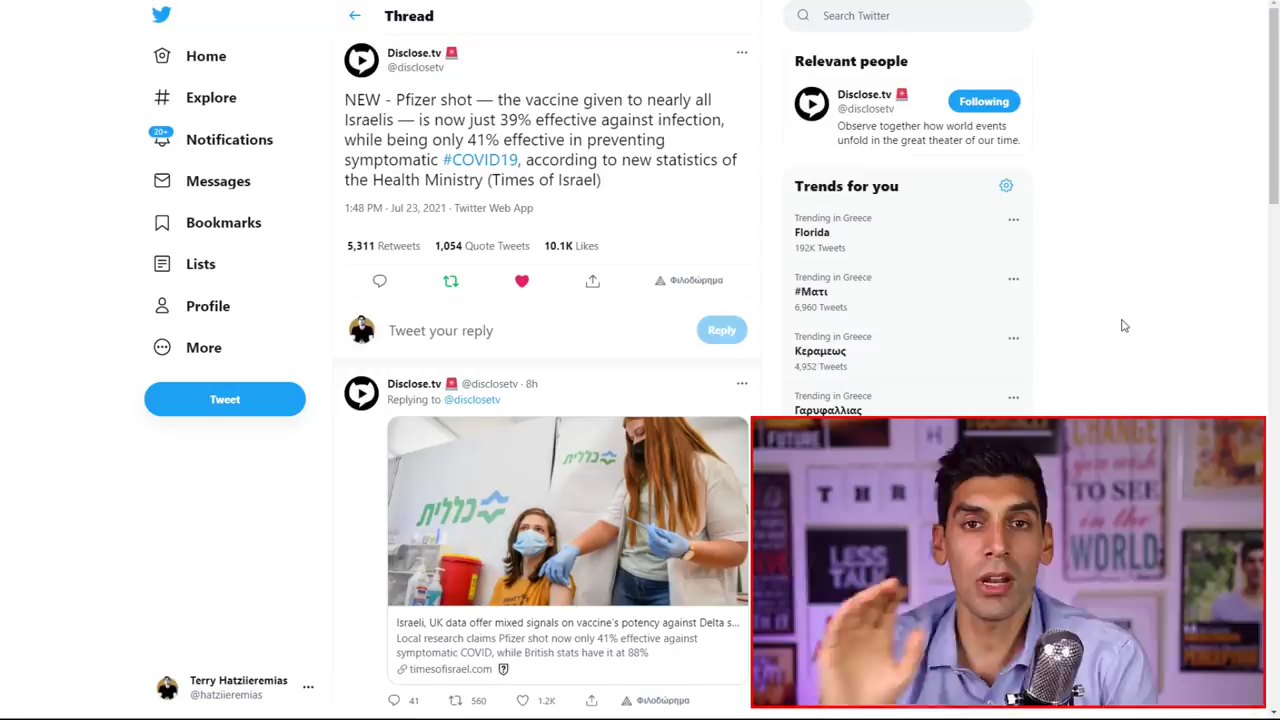 Home
Explore
20+
Notifications
Messages
Bookmarks
Lists
Profile
More
Tweet
Terry Hatziieremias
@hatziieremias
Thread
Disclose.tv
@disclosetv
NEW - Pfizer shot — the vaccine given to nearly all
Israelis — is now just 39% effective against infection,
while being only 41% effective in preventing
symptomatic #COVID19, according to new statistics of
the Health Ministry (Times of Israel)
1:48 PM · Jul 23, 2021 · Twitter Web App
5,311 Retweets 1,054 Quote Tweets 10.1K Likes
Φιλοδώρημα
Tweet your reply
Reply
Disclose.tv @disclosetv · 8h
Replying to @disclosetv
כללית
כללית
Israeli, UK data offer mixed signals on vaccine's potency against Delta s...
Local research claims Pfizer shot now only 41% effective against
symptomatic COVID, while British stats have it at 88%
timesofisrael.com
41 560 1.2K Φιλοδώρημα
Search Twitter
Relevant people
Disclose.tv
@disclosetv
Following
Observe together how world events
unfold in the great theater of our time.
Trends for you
Trending in Greece
Florida
192K Tweets
Trending in Greece
#Ματι
6,960 Tweets
Trending in Greece
Κεραμεως
4,952 Tweets
Trending in Greece
Γαρυφαλλιας
FUTURE
CHANGE
you wish
TO SEE
in the
WORLD
T H R
LESS
TALK